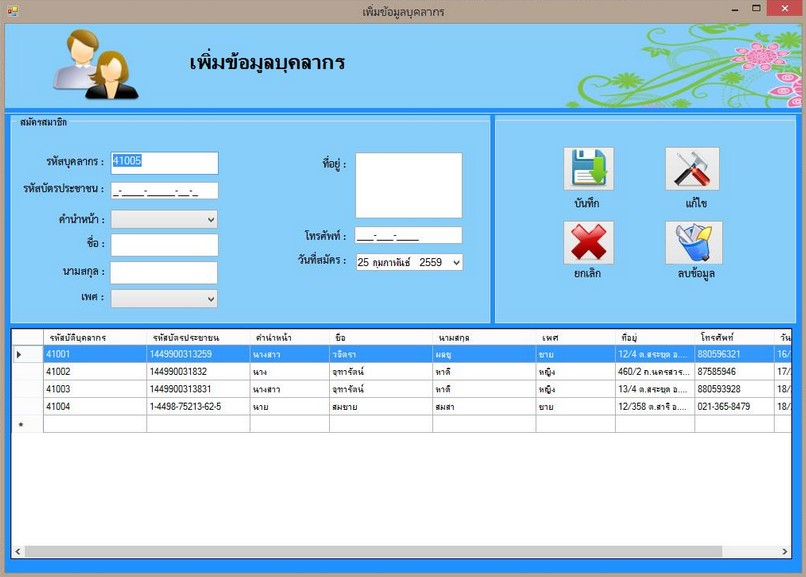 เพิ่มข้อมูลบุคลากร
เพิ่มข้อมูลบุคลากร
สมัครสมาชิก
รหัสบุคลากร : 41005
รหัสบัตรประชาชน : _-____-_____-__-_
คำนำหน้า :
ชื่อ :
นามสกุล :
เพศ :
ที่อยู่ :
โทรศัพท์ : ___-___-____
วันที่สมัคร : 25 กุมภาพันธ์ 2559
บันทึก แก้ไข
ยกเลิก ลบข้อมูล
รหัสบัติบุคลากร รหัสบัตรประชาชน คำนำหน้า ชื่อ นามสกุล เพศ ที่อยู่ โทรศัพท์ วัน
41001 1449900313259 นางสาว วจิตรา ผลชู ชาย 12/4 ต.สระขุด อ.... 880596321 16/
41002 144990031832 นาง จุฑารัตน์ หาดี หญิง 460/2 ถ.นครสวร... 87585946 17/
41003 1449900313831 นางสาว จุฑารัตน์ หาดี หญิง 13/4 ต.สระขุด อ.... 880593928 18/
41004 1-4498-75213-62-5 นาย สมชาย สมสา ชาย 12/358 ต.สารี อ.... 021-365-8479 18/